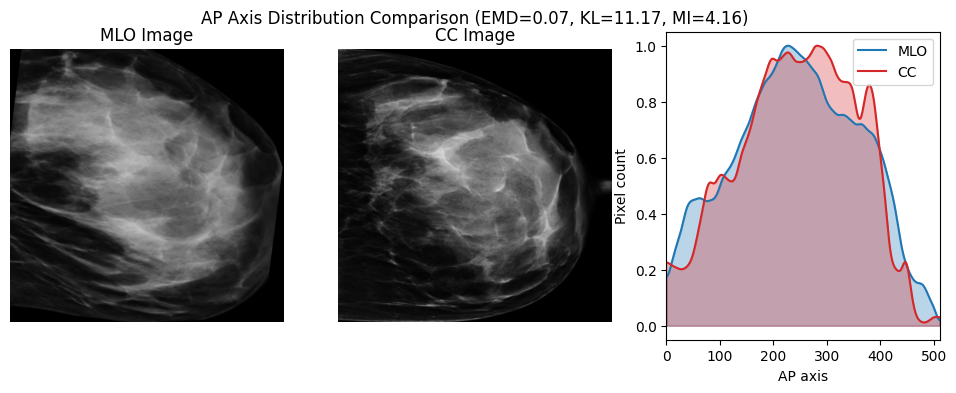 AP Axis Distribution Comparison (EMD=0.07, KL=11.17, MI=4.16)
MLO Image
CC Image
MLO
CC
Pixel count
1.0
0.8
0.6
0.4
0.2
0.0
0 100 200 300 400 500
AP axis